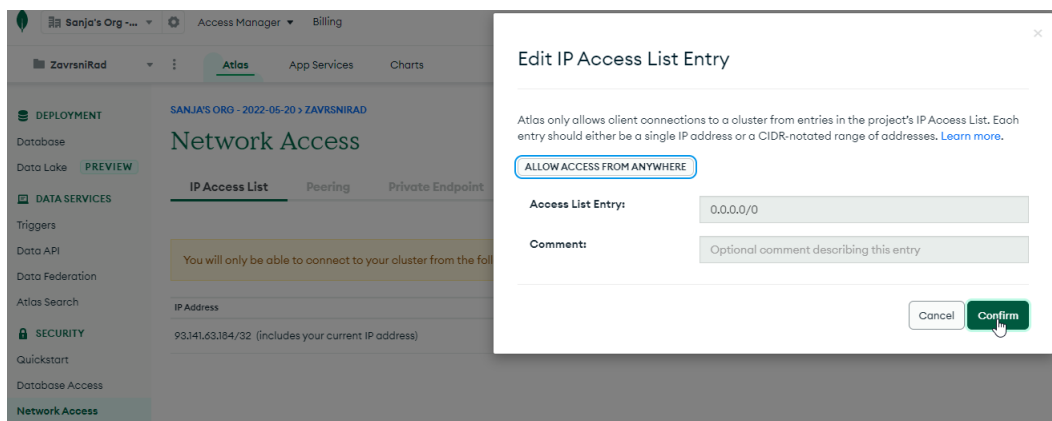 Sanja's Org -...
Access Manager
Billing
ZavrsniRad
Atlas
App Services
Charts
DEPLOYMENT
Database
Data Lake PREVIEW
DATA SERVICES
Triggers
Data API
Data Federation
Atlas Search
SECURITY
Quickstart
Database Access
Network Access
SANJA'S ORG - 2022-05-20 > ZAVRSNIRAD
Network Access
IP Access List
Peering
Private Endpoint
You will only be able to connect to your cluster from the foll
IP Address
93.141.63.184/32 (includes your current IP address)
Edit IP Access List Entry
Atlas only allows client connections to a cluster from entries in the project's IP Access List. Each
entry should either be a single IP address or a CIDR-notated range of addresses. Learn more.
ALLOW ACCESS FROM ANYWHERE
Access List Entry:
0.0.0.0/0
Comment:
Optional comment describing this entry
Cancel
Confirm